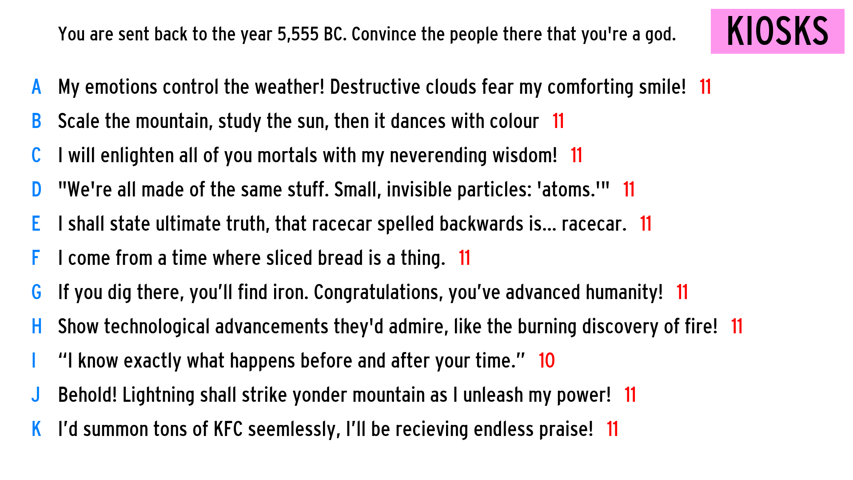 You are sent back to the year 5,555 BC. Convince the people there that you're a god.
KIOSKS
A My emotions control the weather! Destructive clouds fear my comforting smile! 11
B Scale the mountain, study the sun, then it dances with colour 11
C I will enlighten all of you mortals with my neverending wisdom! 11
D "We're all made of the same stuff. Small, invisible particles: 'atoms.'" 11
E I shall state ultimate truth, that racecar spelled backwards is... racecar. 11
F I come from a time where sliced bread is a thing. 11
G If you dig there, you’ll find iron. Congratulations, you’ve advanced humanity! 11
H Show technological advancements they'd admire, like the burning discovery of fire! 11
I “I know exactly what happens before and after your time.” 10
J Behold! Lightning shall strike yonder mountain as I unleash my power! 11
K I’d summon tons of KFC seemlessly, I’ll be recieving endless praise! 11